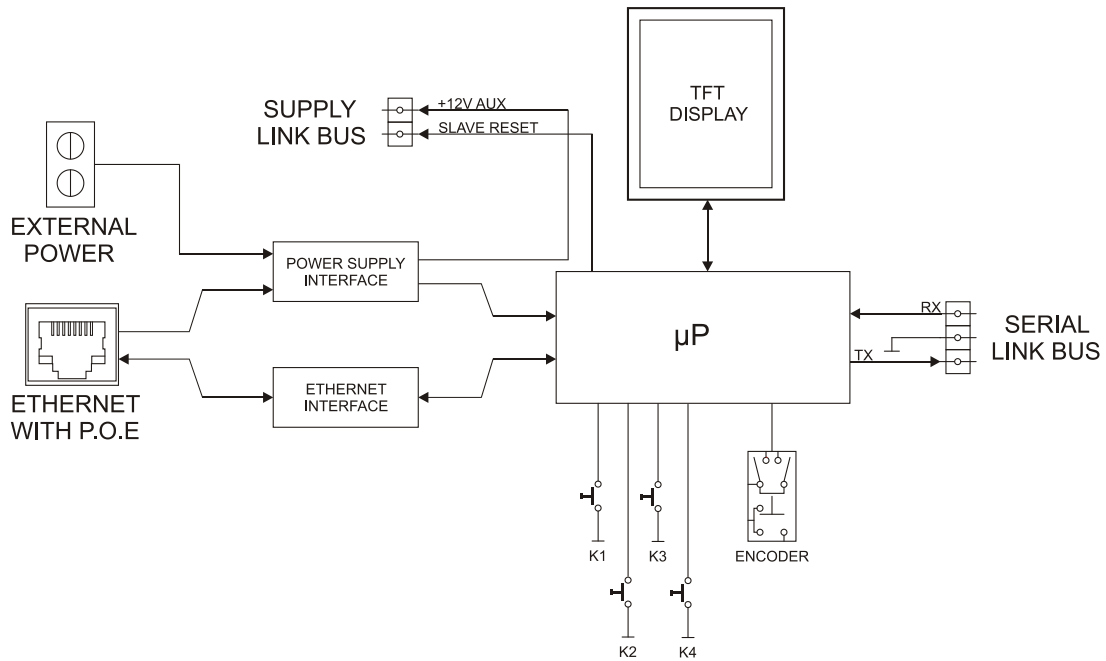 TFT
DISPLAY
SUPPLY
LINK BUS
+12V AUX
SLAVE RESET
EXTERNAL
POWER
POWER SUPPLY
INTERFACE
µP
RX
TX
SERIAL
LINK BUS
ETHERNET
WITH P.O.E
ETHERNET
INTERFACE
K1
K3
ENCODER
K2
K4